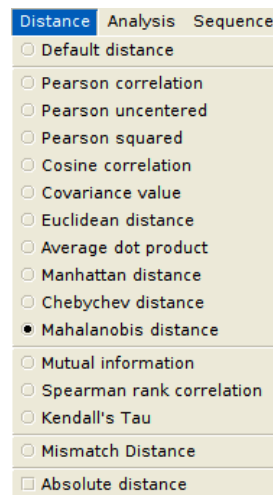 Distance Analysis Sequence
Default distance
Pearson correlation
Pearson uncentered
Pearson squared
Cosine correlation
Covariance value
Euclidean distance
Average dot product
Manhattan distance
Chebychev distance
Mahalanobis distance
Mutual information
Spearman rank correlation
Kendall's Tau
Mismatch Distance
Absolute distance